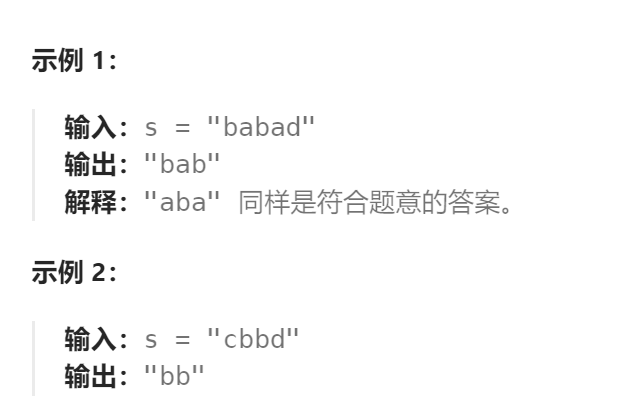 示例 1：
输入：s = "babad"
输出："bab"
解释："aba" 同样是符合题意的答案。
示例 2：
输入：s = "cbbd"
输出："bb"